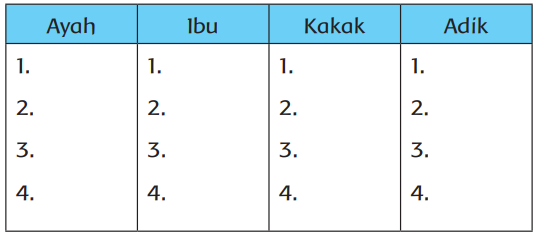 Ayah Ibu Kakak Adik
1. 1. 1. 1.
2. 2. 2. 2.
3. 3. 3. 3.
4. 4. 4. 4.